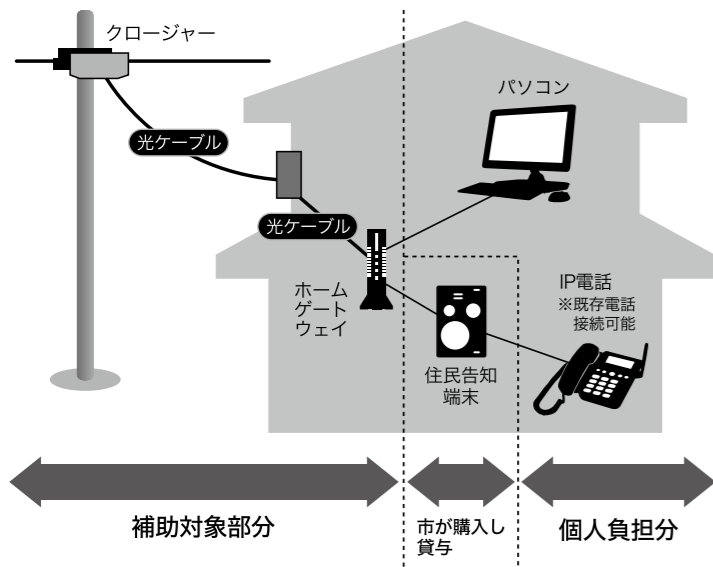 クロージャー
パソコン
光ケーブル
光ケーブル
ホーム
ゲート
ウェイ
IP電話
※既存電話
接続可能
住民告知
端末
補助対象部分
市が購入し
貸与
個人負担分